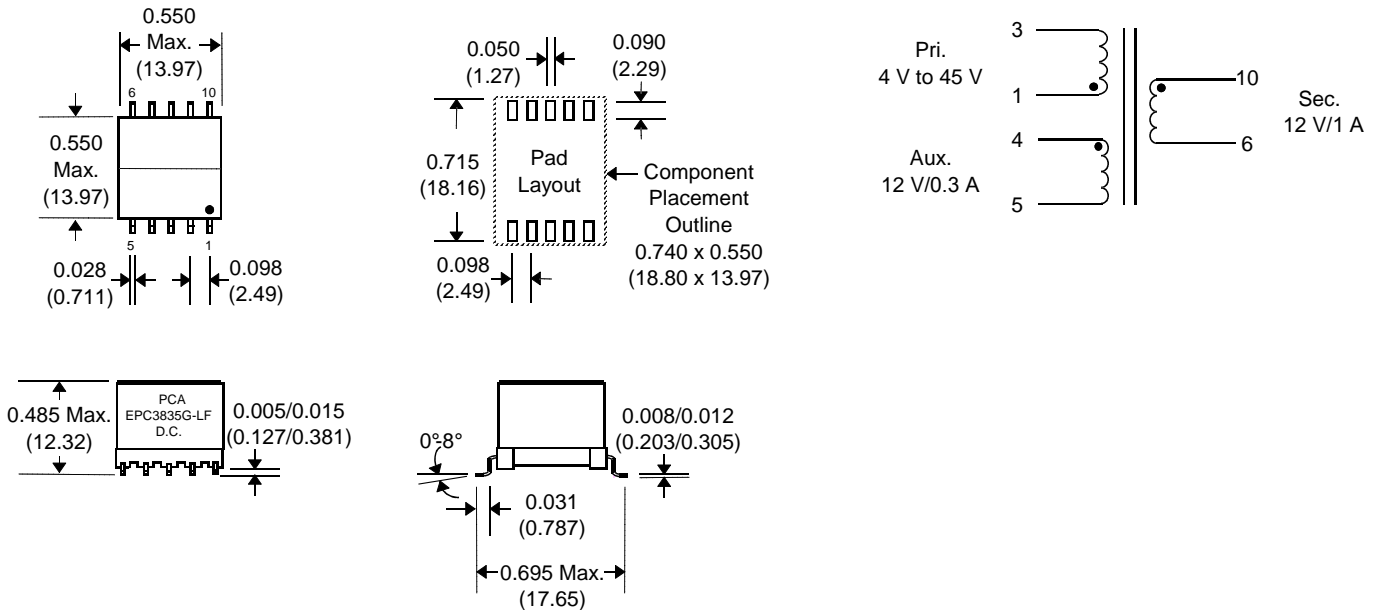 0.550
Max.
(13.97)
6
10
0.550
Max.
(13.97)
5
1
0.028
(0.711)
0.098
(2.49)
0.050
(1.27)
0.090
(2.29)
0.715
(18.16)
Pad
Layout
Component
Placement
Outline
0.740 x 0.550
(18.80 x 13.97)
0.098
(2.49)
Pri.
4 V to 45 V
3
1
Aux.
12 V/0.3 A
4
5
10
6
Sec.
12 V/1 A
0.485 Max.
(12.32)
PCA
EPC3835G-LF
D.C.
0.005/0.015
(0.127/0.381)
0°-8°
0.008/0.012
(0.203/0.305)
0.031
(0.787)
0.695 Max.
(17.65)